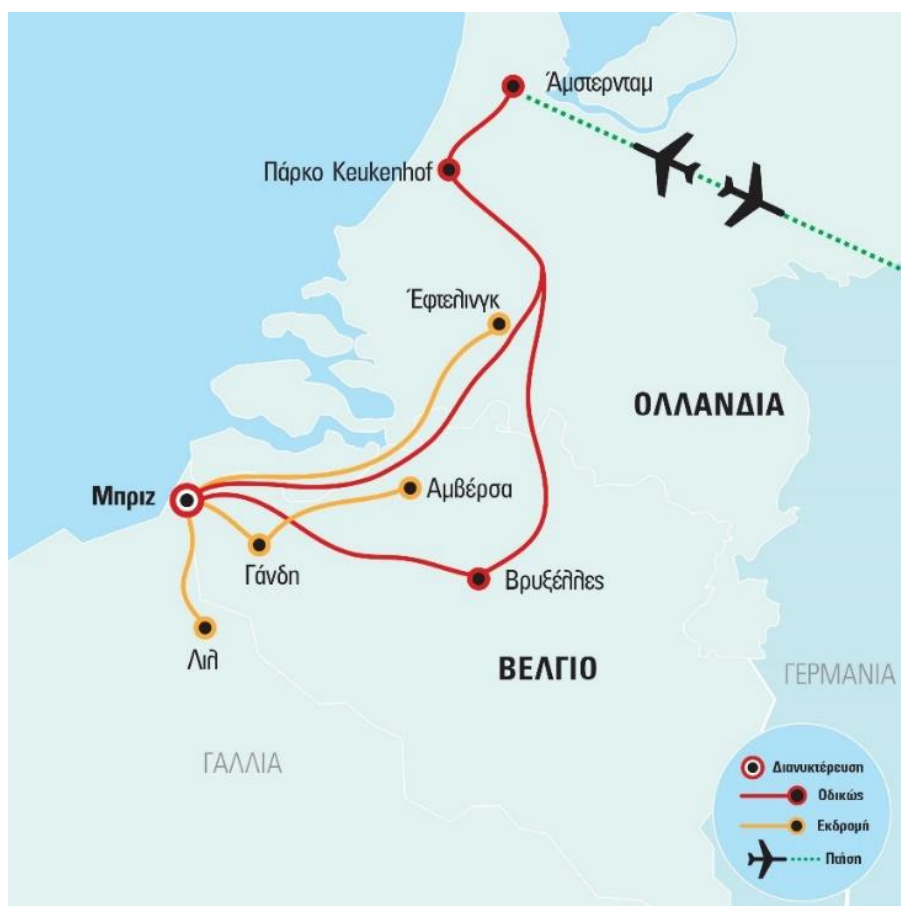 Άμστερνταμ
Πάρκο Keukenhof
Έφτελινγκ
ΟΛΛΑΝΔΙΑ
Μπριζ
Αμβέρσα
Γάνδη
Βρυξέλλες
Λιλ
ΒΕΛΓΙΟ
ΓΕΡΜΑΝΙΑ
ΓΑΛΛΙΑ
Διανυκτέρευση
Οδικώς
Εκδρομή
Πτήση